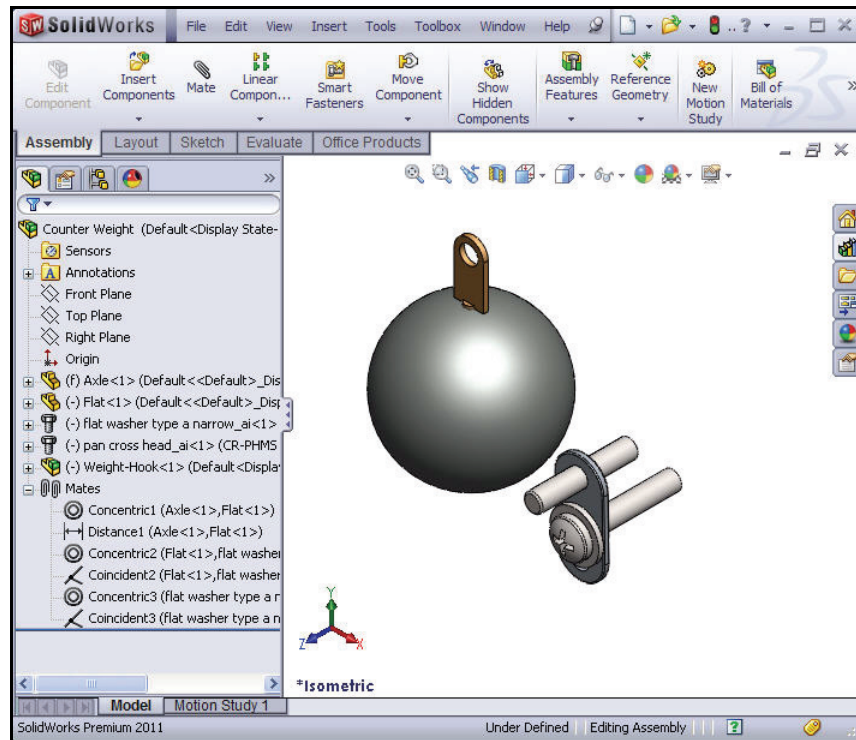 SolidWorks File Edit View Insert Tools Toolbox Window Help ..?
Edit Component Insert Components Mate Linear Compon... Smart Fasteners Move Component Show Hidden Components Assembly Features Reference Geometry New Motion Study Bill of Materials
Assembly Layout Sketch Evaluate Office Products
Counter Weight (Default<Display State-
Sensors
A Annotations
Front Plane
Top Plane
Right Plane
Origin
(f) Axle<1> (Default<<Default>_Dis
(-) Flat<1> (Default<<Default>_Disp
(-) flat washer type a narrow_ai<1>
(-) pan cross head_ai<1> (CR-PHMS
(-) Weight-Hook<1> (Default<Displa
Mates
Concentric1 (Axle<1>,Flat<1>)
Distance1 (Axle<1>,Flat<1>)
Concentric2 (Flat<1>,flat washer
Coincident2 (Flat<1>,flat washer
Concentric3 (flat washer type a n
Coincident3 (flat washer type a n
Y
Z X
*Isometric
Model Motion Study 1
SolidWorks Premium 2011 Under Defined Editing Assembly ?